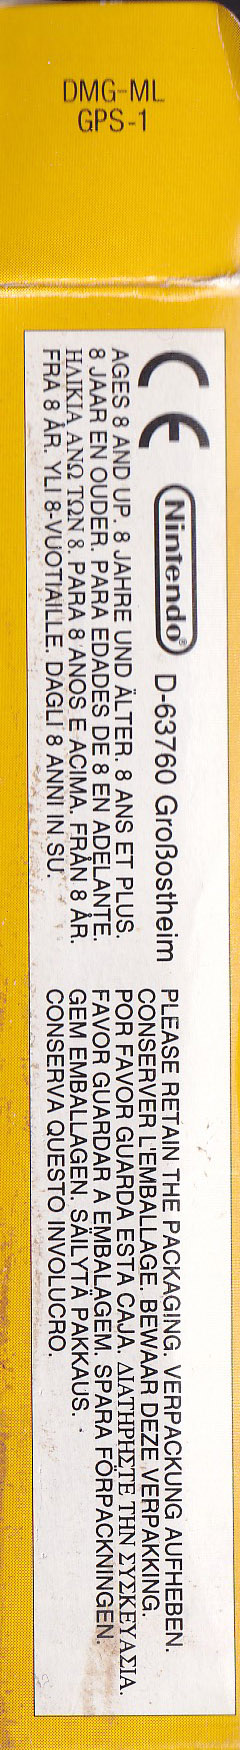 DMG-ML
GPS-1
CE Nintendo® D-63760 Großostheim
AGES 8 AND UP. 8 JAHRE UND ÄLTER. 8 ANS ET PLUS.
8 JAAR EN OUDER. PARA EDADES DE 8 EN ADELANTE.
ΗΛΙΚΙΑ ΑΝΩ ΤΩΝ 8. PARA 8 ANOS E ACIMA. FRÅN 8 ÅR.
FRA 8 ÅR. YLI 8-VUOTIAILLE. DAGLI 8 ANNI IN SU.
PLEASE RETAIN THE PACKAGING. VERPACKUNG AUFHEBEN.
CONSERVER L'EMBALLAGE. BEWAAR DEZE VERPAKKING.
POR FAVOR GUARDA ESTA CAJA. ΔΙΑΤΗΡΗΣΤΕ ΤΗΝ ΣΥΣΚΕΥΑΣΙΑ.
FAVOR GUARDAR A EMBALAGEM. SPARA FÖRPACKNINGEN.
GEM EMBALLAGEN. SÄILYTÄ PAKKAUS.
CONSERVA QUESTO INVOLUCRO.